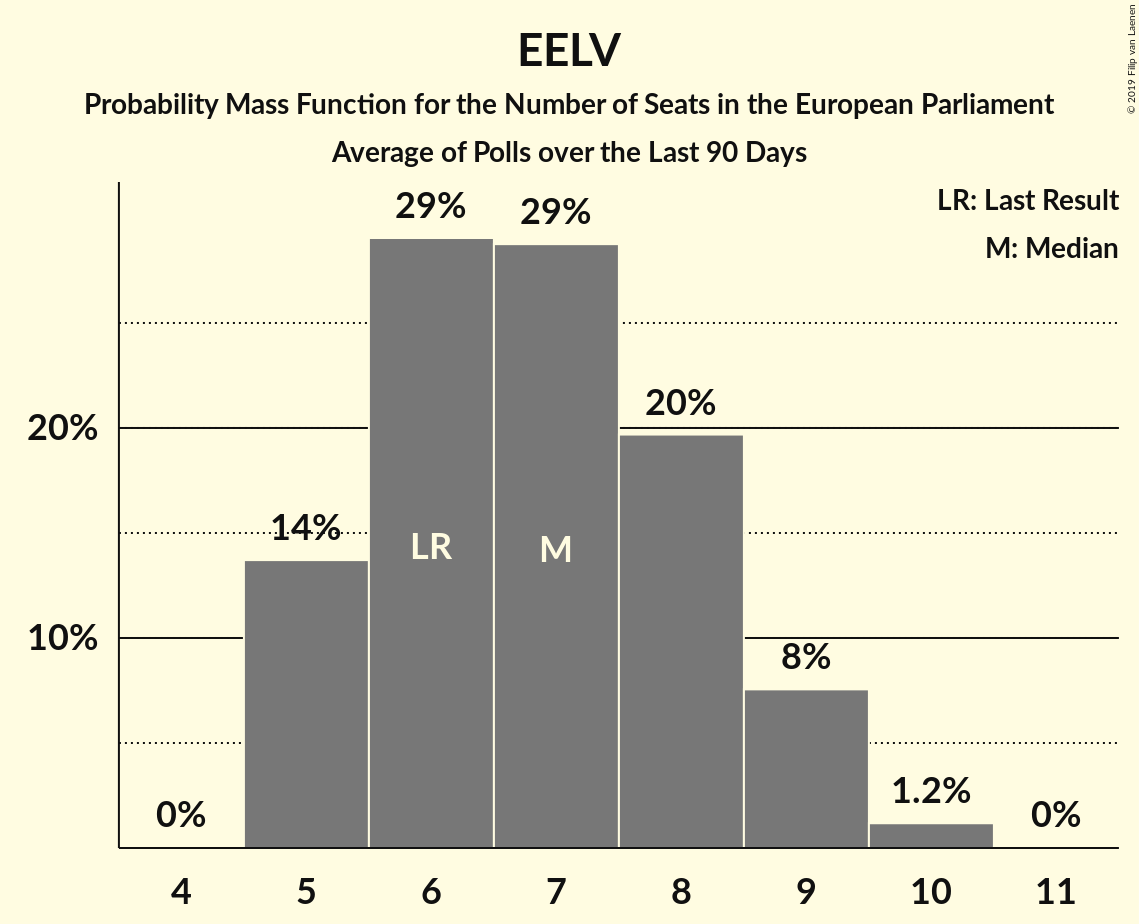 EELV
Probability Mass Function for the Number of Seats in the European Parliament
Average of Polls over the Last 90 Days
© 2019 Filip van Laenen
LR: Last Result
M: Median
29%
29%
20%
20%
14%
LR
M
10%
8%
1.2%
0%
0%
4 5 6 7 8 9 10 11